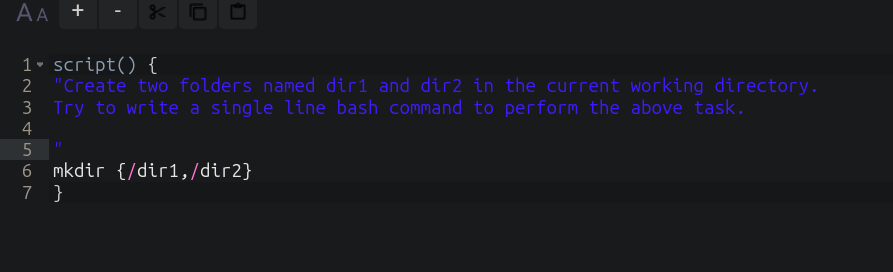 AA + -
1 script() {
2 "Create two folders named dir1 and dir2 in the current working directory.
3 Try to write a single line bash command to perform the above task.
4
5 "
6 mkdir {/dir1,/dir2}
7 }